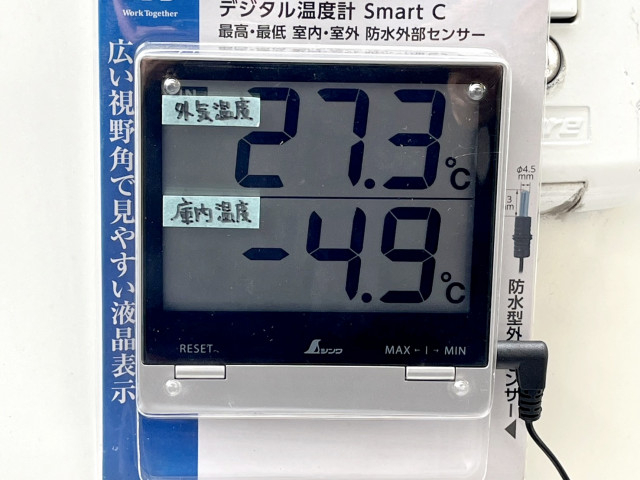 Work Together
デジタル温度計 Smart C
最高・最低 室内・室外 防水外部センサー
広い視野角で見やすい液晶表示
外気温度
27.3
°C
庫内温度
-4.9
°C
RESET
シンワ
MAX ← I → MIN
φ4.5
mm
防水型外
ンサー